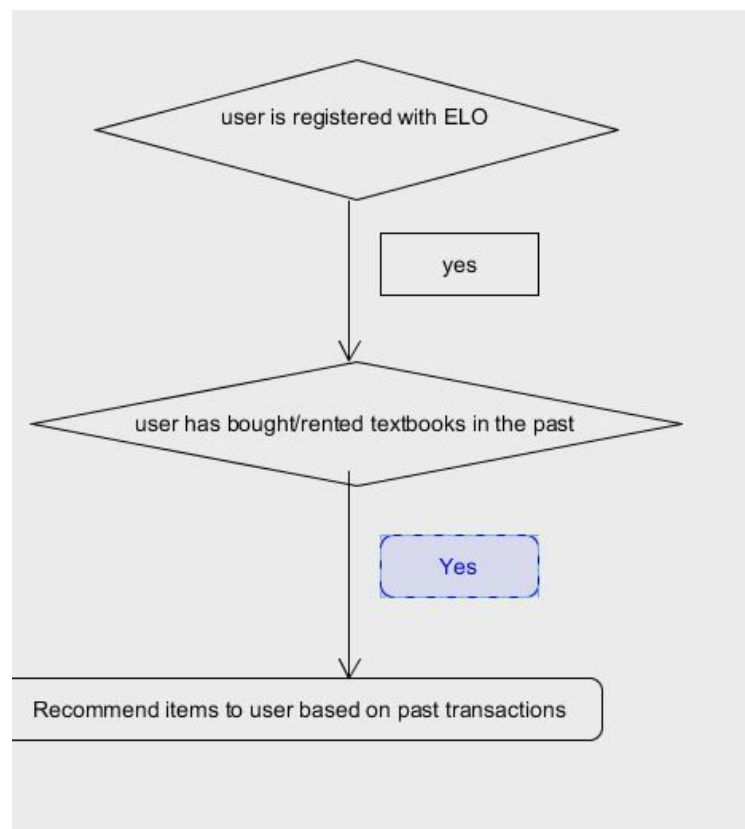 user is registered with ELO
yes
user has bought/rented textbooks in the past
Yes
Recommend items to user based on past transactions